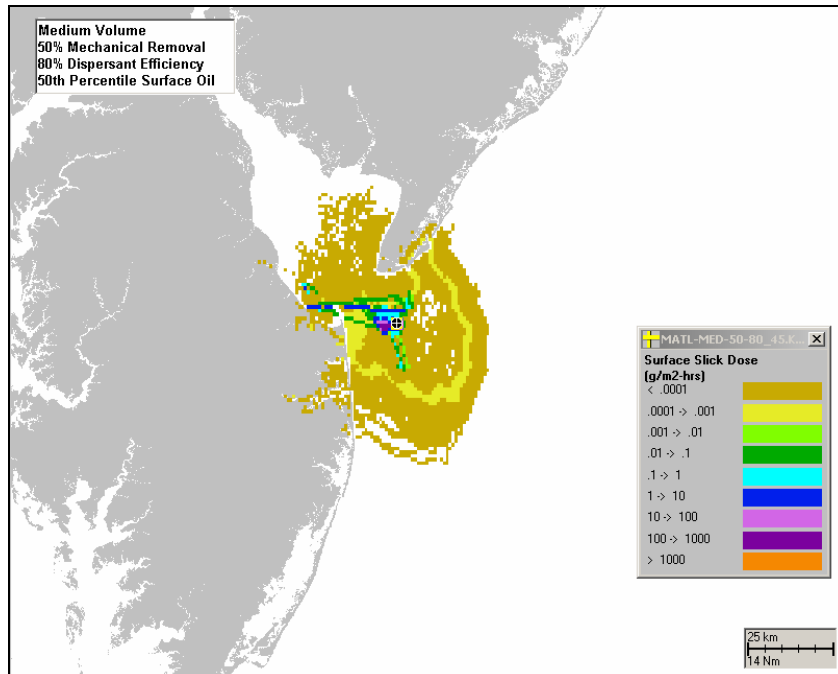 Medium Volume
50% Mechanical Removal
80% Dispersant Efficiency
50th Percentile Surface Oil
MATL-MED-50-80_45.K...
Surface Slick Dose
(g/m2-hrs)
< .0001
.0001 -> .001
.001 -> .01
.01 -> .1
.1 -> 1
1 -> 10
10 -> 100
100 -> 1000
> 1000
25 km
14 Nm